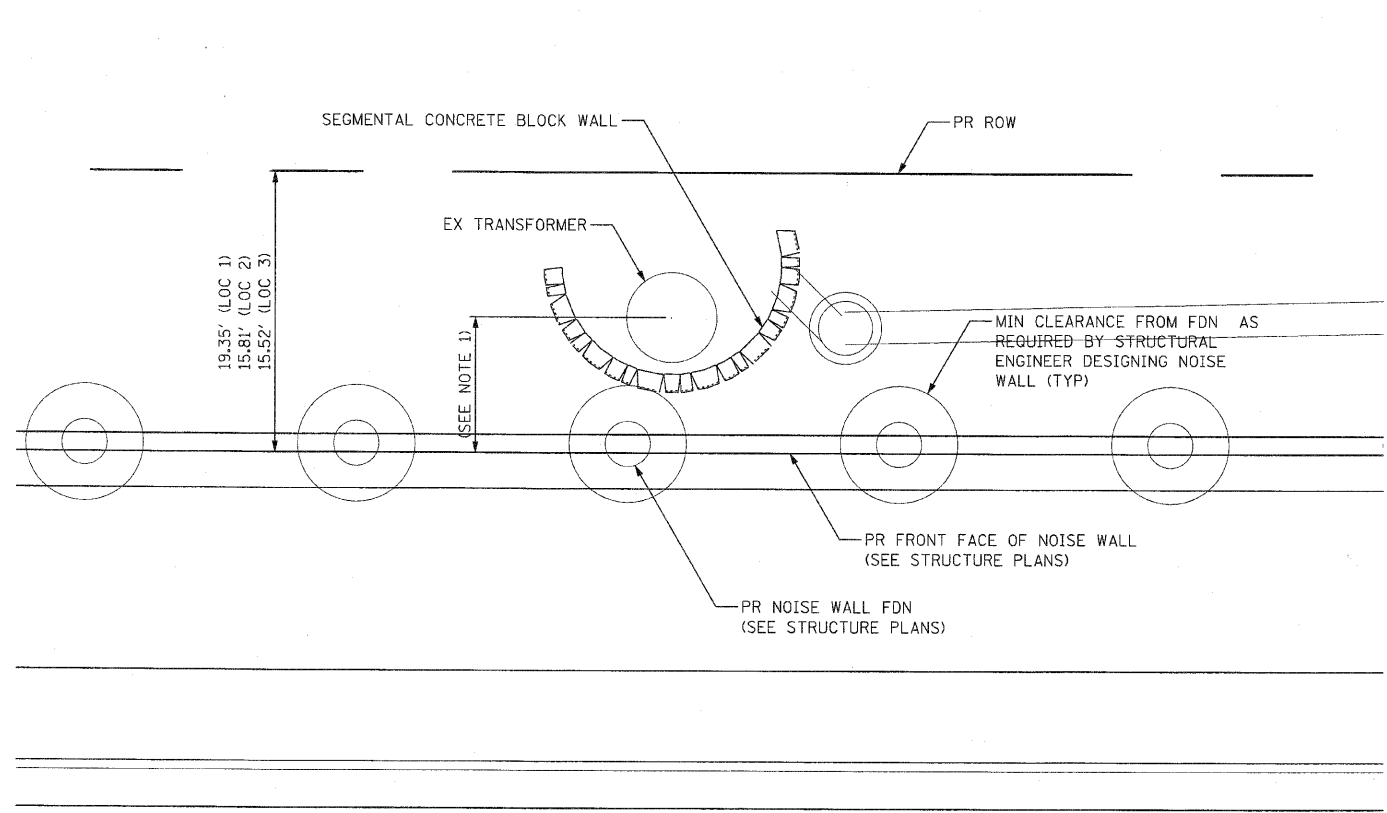 SEGMENTAL CONCRETE BLOCK WALL
PR ROW
EX TRANSFORMER
19.35' (LOC 1)
15.81' (LOC 2)
15.52' (LOC 3)
(SEE NOTE 1)
MIN CLEARANCE FROM FDN AS
REQUIRED BY STRUCTURAL
ENGINEER DESIGNING NOISE
WALL (TYP)
PR FRONT FACE OF NOISE WALL
(SEE STRUCTURE PLANS)
PR NOISE WALL FDN
(SEE STRUCTURE PLANS)